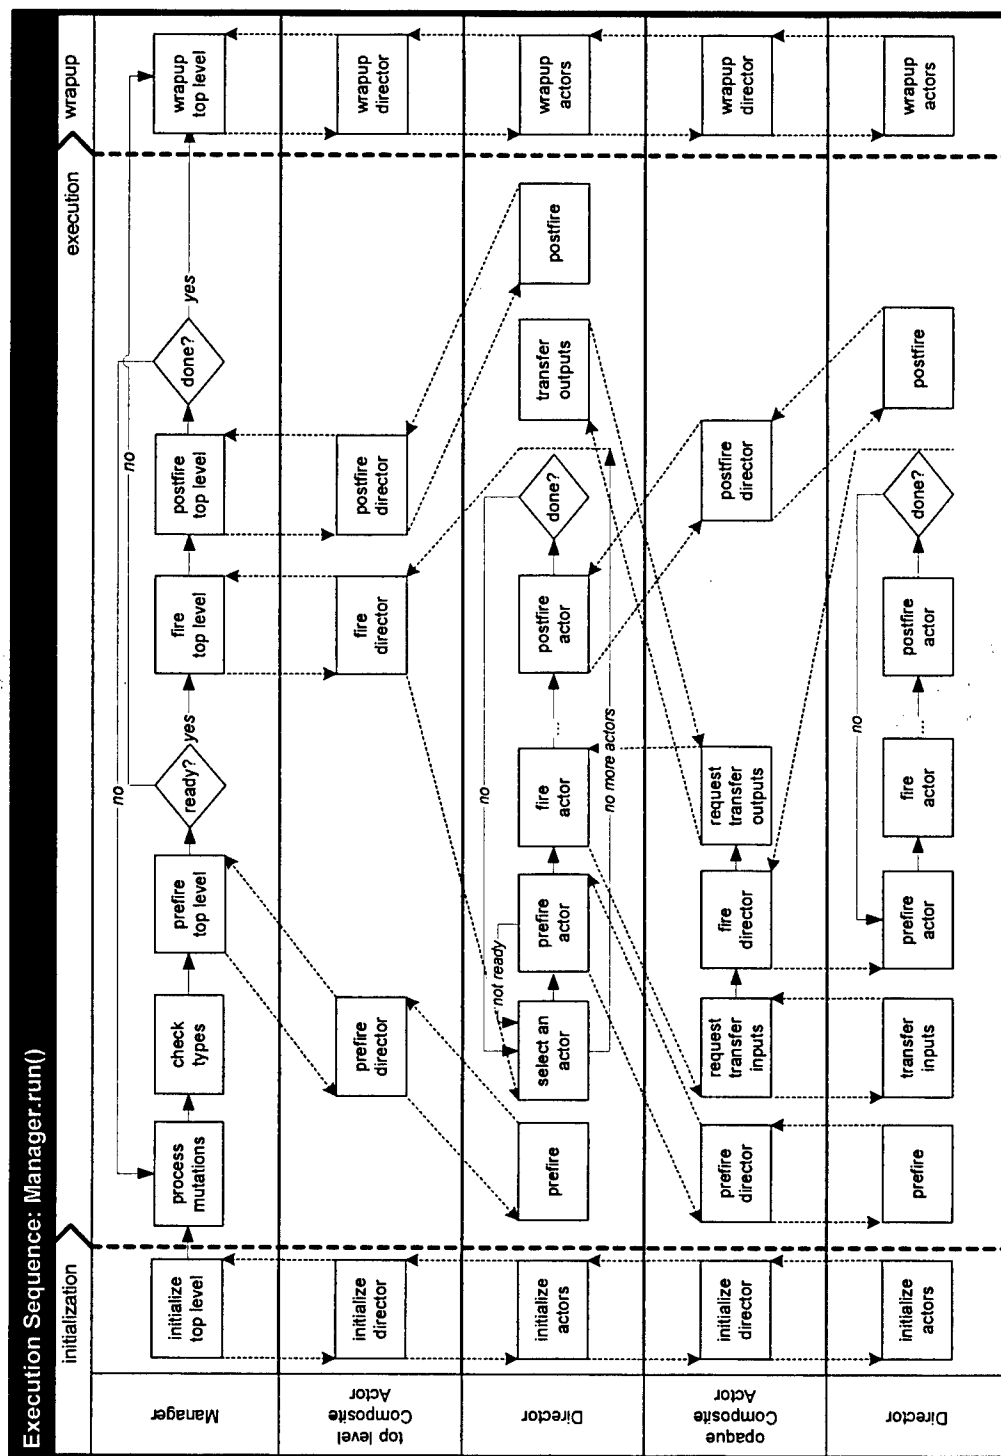 Execution Sequence: Manager.run()
initialization
execution
wrapup
Manager
initialize
top level
process
mutations
check
types
prefire
top level
ready?
yes
no
no
fire
top level
postfire
top level
done?
yes
wrapup
top level
top level
Composite
Actor
initialize
director
prefire
director
fire
director
postfire
director
wrapup
director
Director
initialize
actors
prefire
select an
actor
not ready
prefire
actor
fire
actor
...
no
no more actors
postfire
actor
done?
transfer
outputs
postfire
wrapup
actors
opaque
Composite
Actor
initialize
director
prefire
director
request
transfer
inputs
fire
director
request
transfer
outputs
postfire
director
wrapup
director
Director
initialize
actors
prefire
transfer
inputs
prefire
actor
fire
actor
...
no
postfire
actor
done?
postfire
wrapup
actors